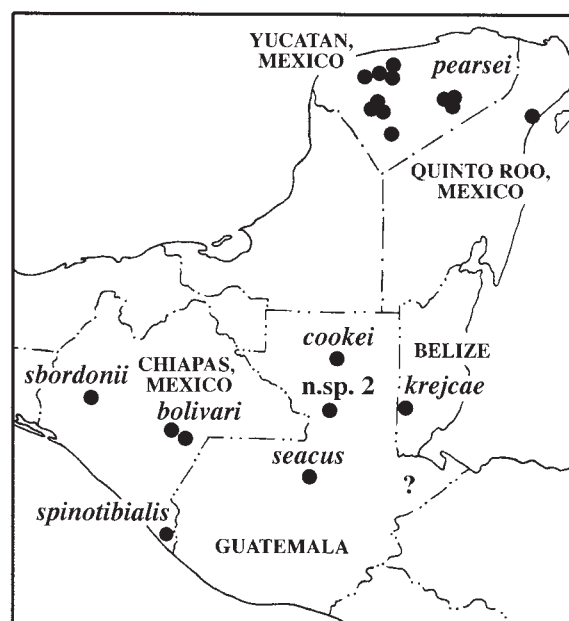 YUCATAN,
MEXICO
pearsei
QUINTO ROO,
MEXICO
cookei
BELIZE
CHIAPAS,
MEXICO
sbordonii
n.sp. 2
krejcae
bolivari
seacus
?
spinotibialis
GUATEMALA